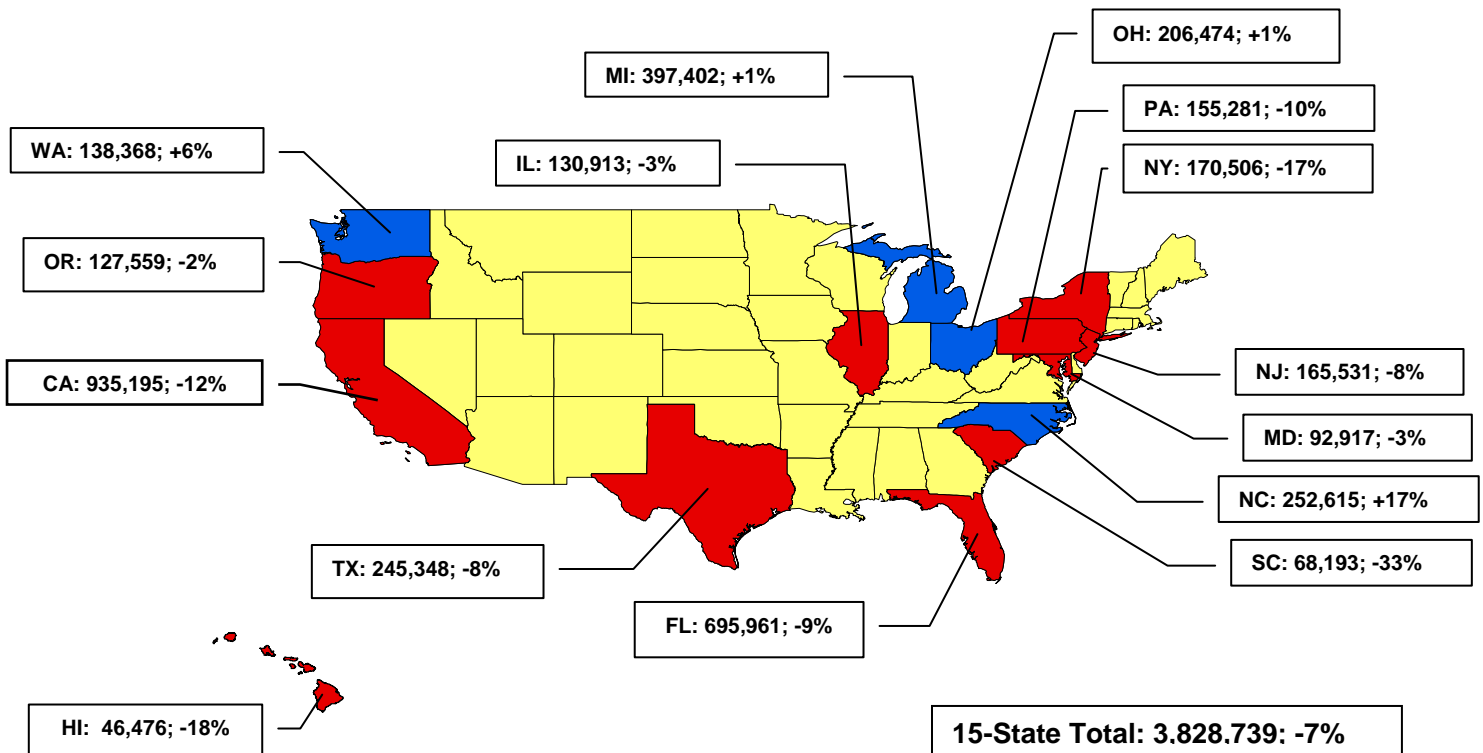 OH: 206,474; +1%
MI: 397,402; +1%
PA: 155,281; -10%
WA: 138,368; +6%
IL: 130,913; -3%
NY: 170,506; -17%
OR: 127,559; -2%
CA: 935,195; -12%
NJ: 165,531; -8%
MD: 92,917; -3%
NC: 252,615; +17%
TX: 245,348; -8%
SC: 68,193; -33%
FL: 695,961; -9%
HI: 46,476; -18%
15-State Total: 3,828,739; -7%